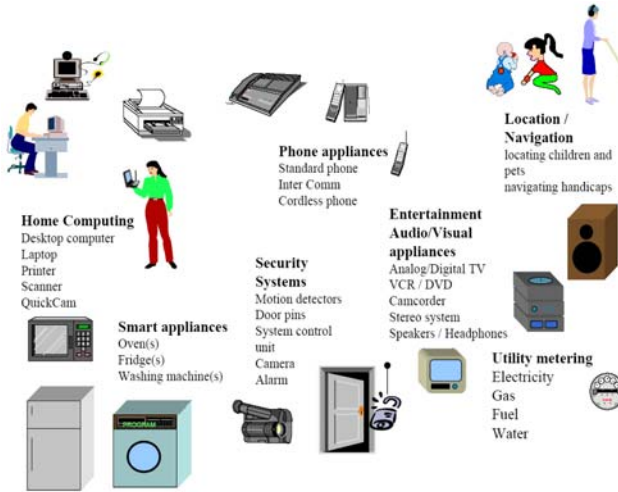 Location /
Navigation
locating children and
pets
navigating handicaps
Phone appliances
Standard phone
Inter Comm
Cordless phone
Home Computing
Desktop computer
Laptop
Printer
Scanner
QuickCam
Entertainment
Audio/Visual
appliances
Analog/Digital TV
VCR / DVD
Camcorder
Stereo system
Speakers / Headphones
Security
Systems
Motion detectors
Door pins
System control
unit
Camera
Alarm
Smart appliances
Oven(s)
Fridge(s)
Washing machine(s)
Utility metering
Electricity
Gas
Fuel
Water
PROGRAM